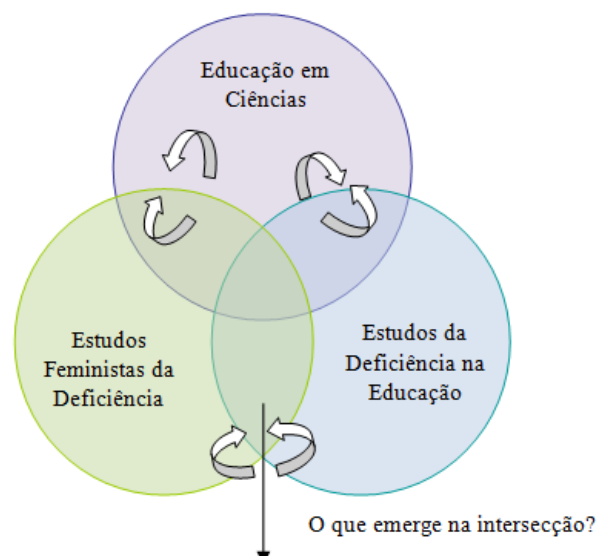 Educação em
Ciências
Estudos
Feministas da
Deficiência
Estudos da
Deficiência na
Educação
O que emerge na intersecção?